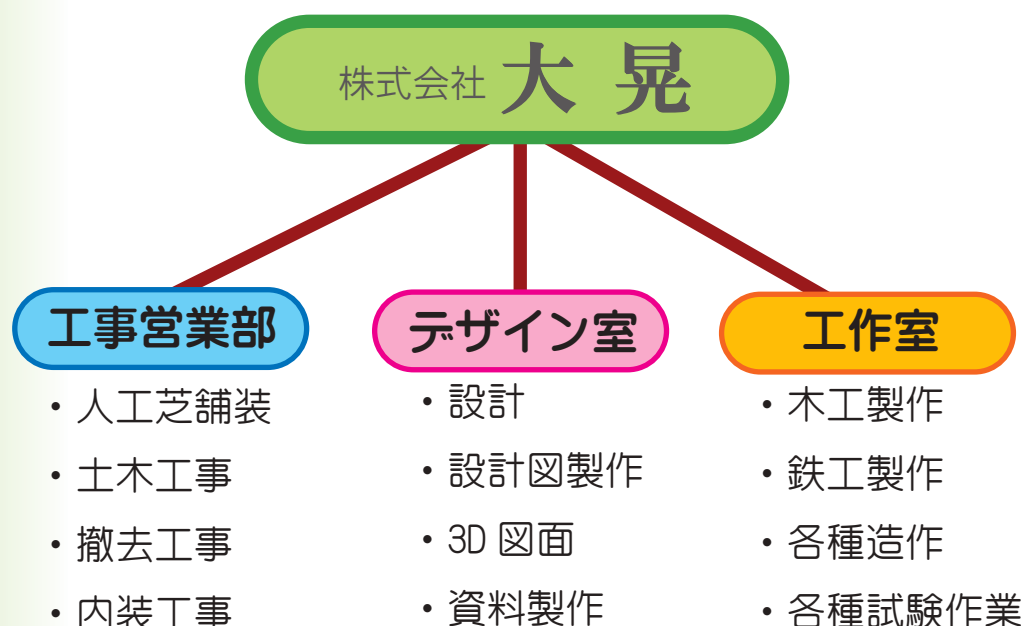 株式会社 大 晃
工事営業部
・人工芝舗装
・土木工事
・撤去工事
・内装工事
デザイン室
・設計
・設計図製作
・3D 図面
・資料製作
工作室
・木工製作
・鉄工製作
・各種造作
・各種試験作業